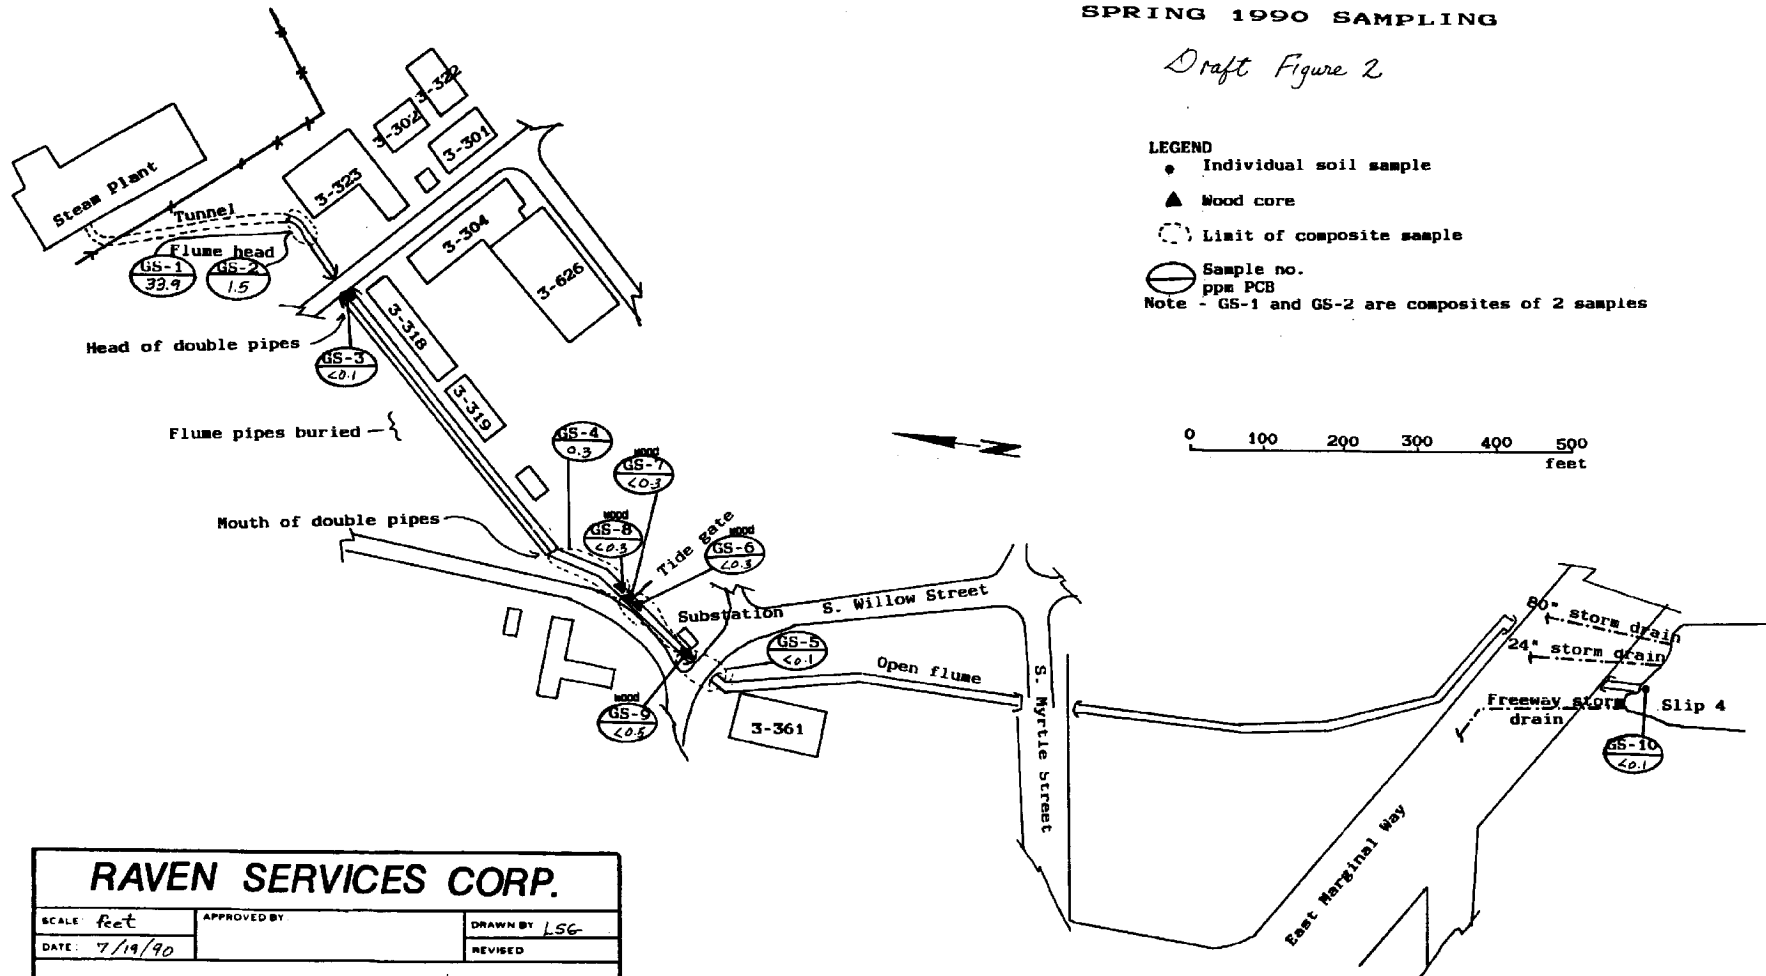 SPRING 1990 SAMPLING
Draft Figure 2
LEGEND
Individual soil sample
Wood core
Limit of composite sample
Sample no.
ppm PCB
Note - GS-1 and GS-2 are composites of 2 samples
0 100 200 300 400 500
feet
3-322
3-302
3-301
3-323
Steam Plant
Tunnel
Flume head
GS-1
33.9
GS-2
1.5
3-304
3-626
3-318
3-319
Head of double pipes
GS-3
<0.1
Flume pipes buried
GS-4
0.3
Wood
GS-7
<0.3
Mouth of double pipes
Wood
GS-8
<0.3
Tide gate
Wood
GS-6
<0.3
Substation
S. Willow Street
GS-5
<0.1
Open flume
Wood
GS-9
<0.5
3-361
S. Myrtle Street
80" storm drain
24" storm drain
Freeway storm
drain
Slip 4
GS-10
<0.1
East Marginal Way
RAVEN SERVICES CORP.
SCALE: feet
APPROVED BY
DRAWN BY LSG
DATE: 7/19/90
REVISED